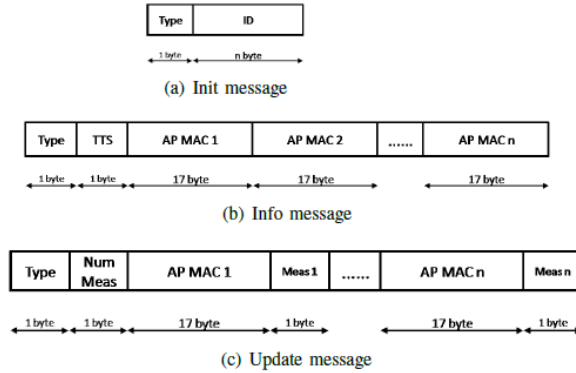 Type ID
1 byte n byte
(a) Init message
Type TTS AP MAC 1 AP MAC 2 ...... AP MAC n
1 byte 1 byte 17 byte 17 byte 17 byte
(b) Info message
Type Num Meas AP MAC 1 Meas 1 ...... AP MAC n Meas n
1 byte 1 byte 17 byte 1 byte 17 byte 1 byte
(c) Update message